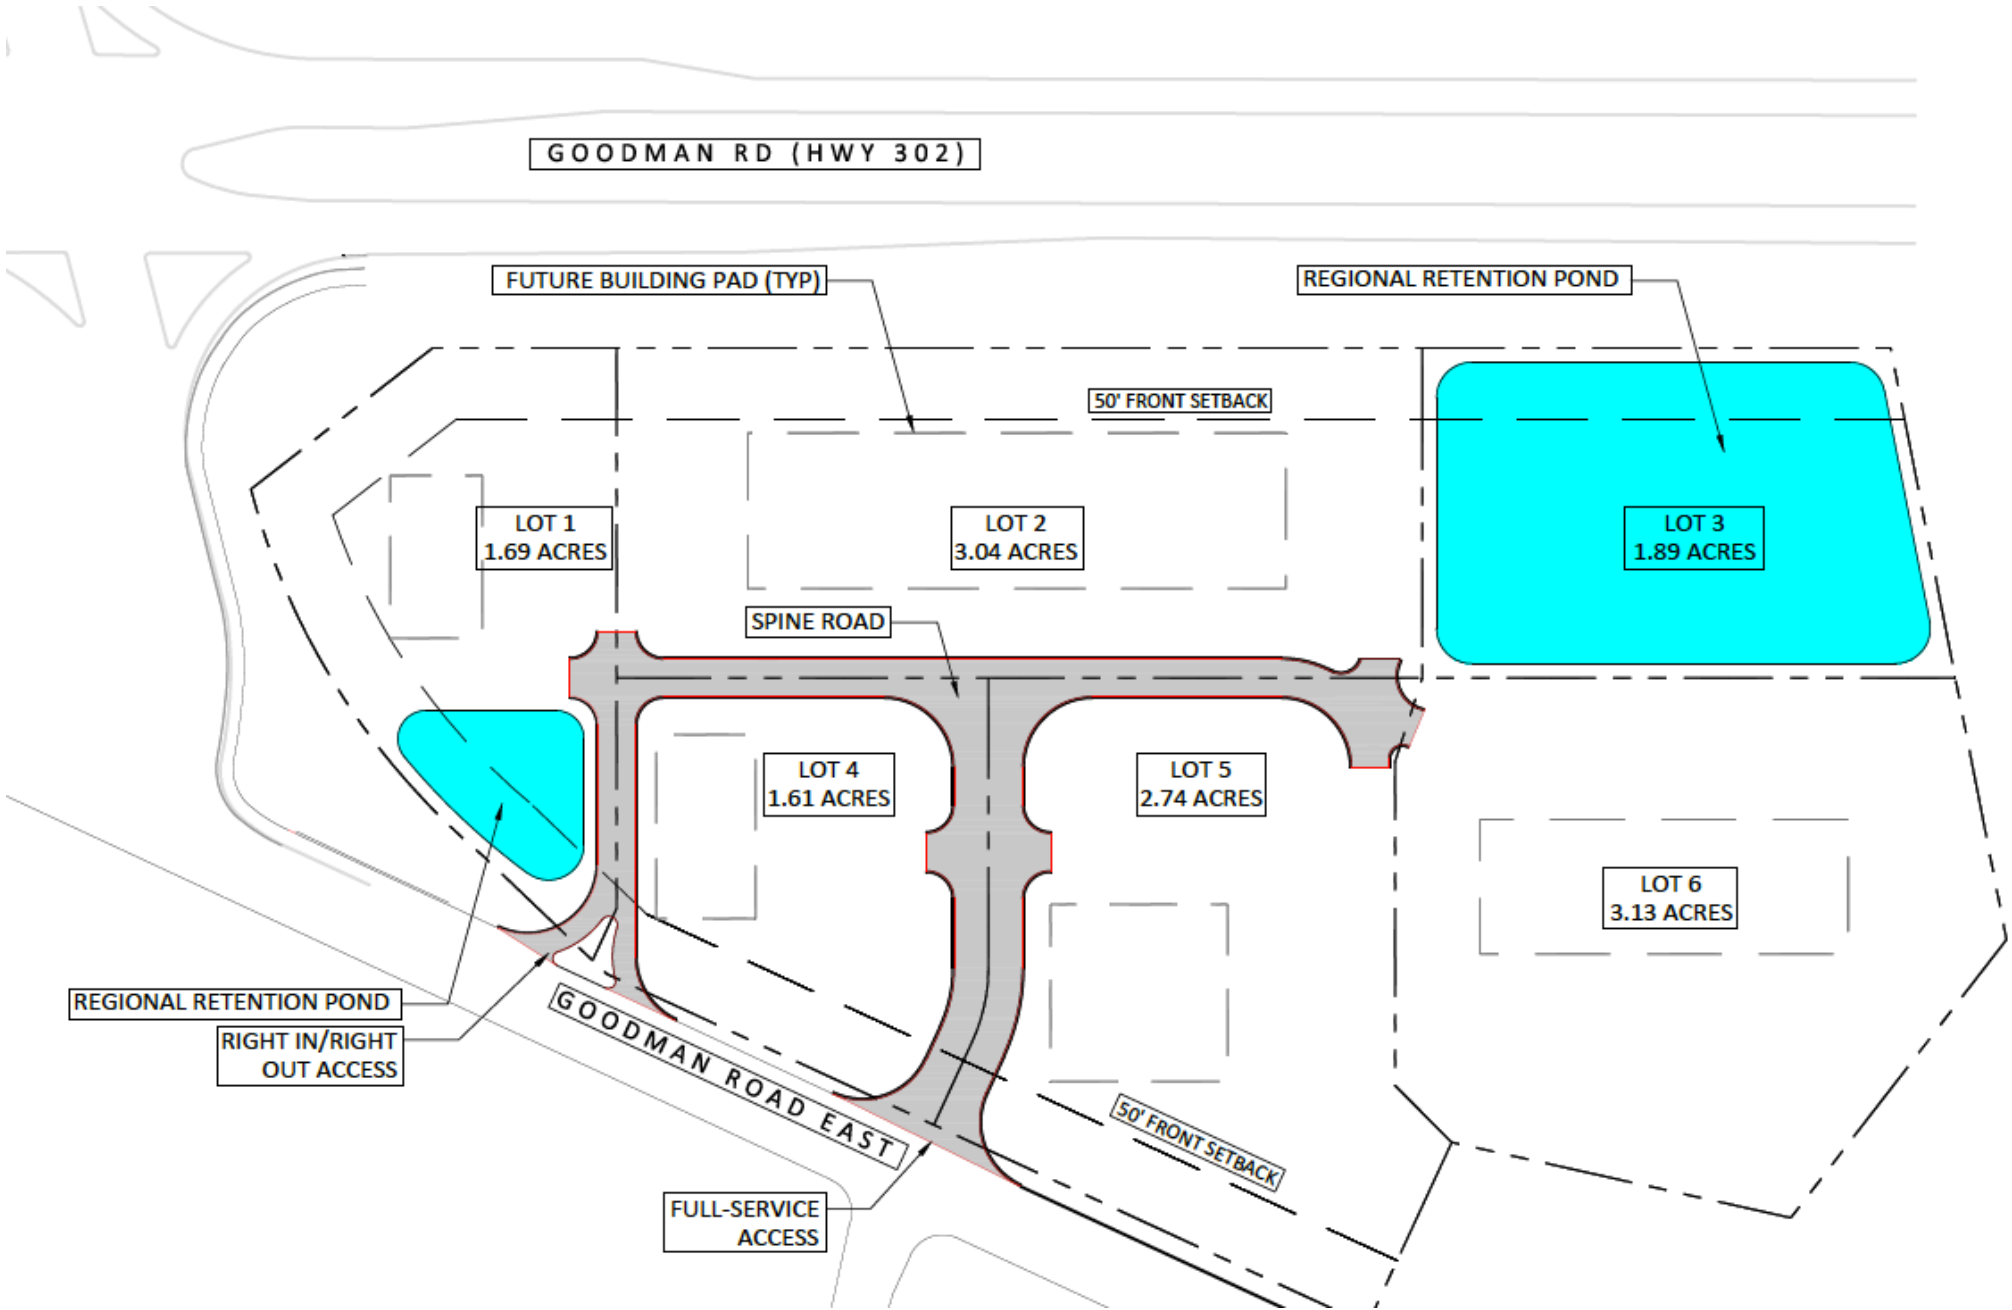 GOODMAN RD (HWY 302)
FUTURE BUILDING PAD (TYP)
REGIONAL RETENTION POND
50' FRONT SETBACK
LOT 1
1.69 ACRES
LOT 2
3.04 ACRES
LOT 3
1.89 ACRES
SPINE ROAD
LOT 4
1.61 ACRES
LOT 5
2.74 ACRES
LOT 6
3.13 ACRES
REGIONAL RETENTION POND
RIGHT IN/RIGHT
OUT ACCESS
GOODMAN ROAD EAST
50' FRONT SETBACK
FULL-SERVICE
ACCESS